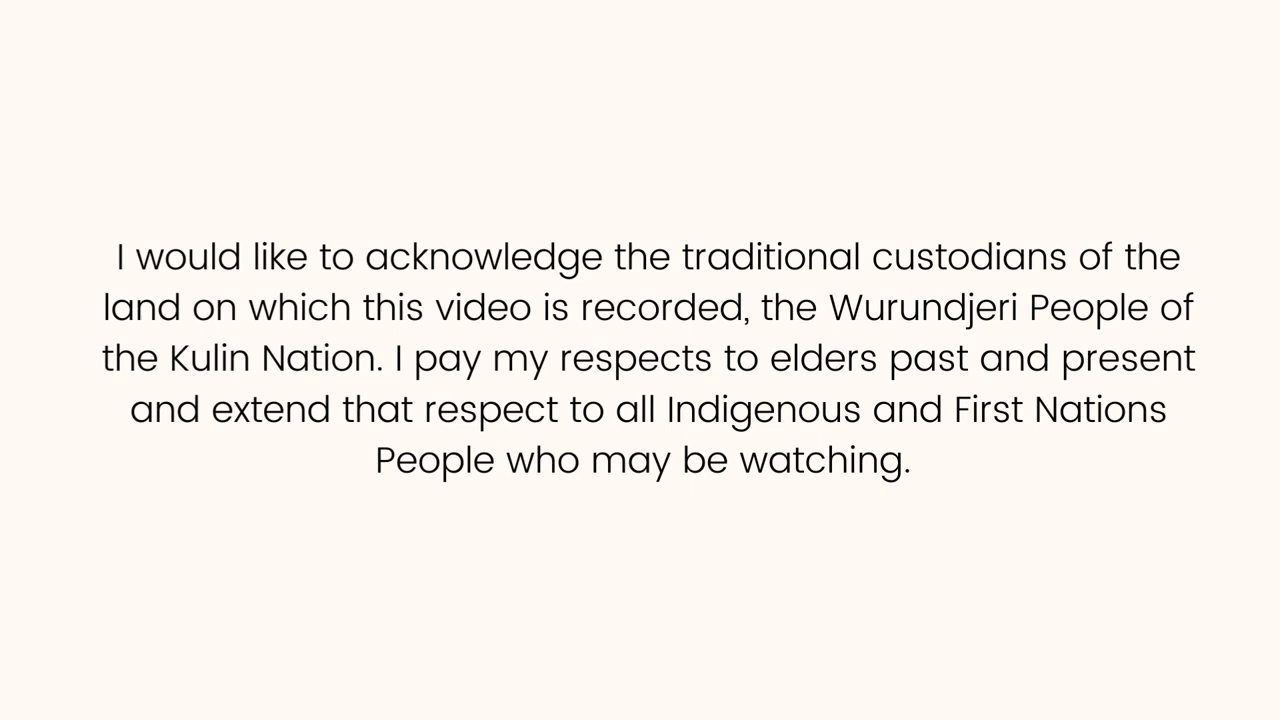 I would like to acknowledge the traditional custodians of the
land on which this video is recorded, the Wurundjeri People of
the Kulin Nation. I pay my respects to elders past and present
and extend that respect to all Indigenous and First Nations
People who may be watching.